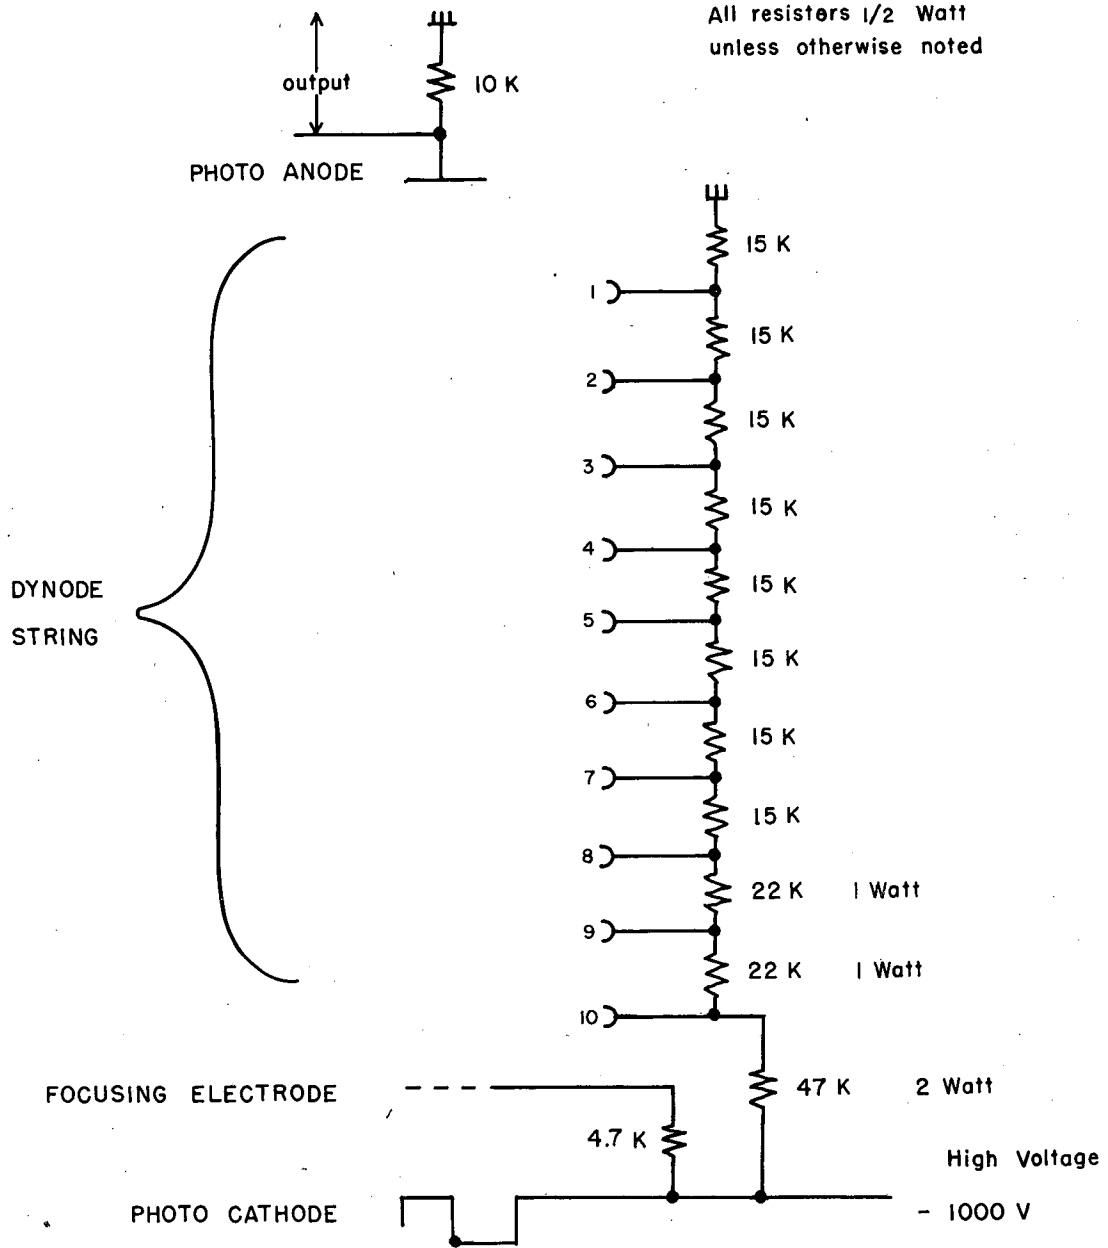 All resistors 1/2 Watt
unless otherwise noted
output
10 K
PHOTO ANODE
15 K
1
15 K
2
15 K
3
15 K
4
15 K
DYNODE
STRING
5
15 K
6
15 K
7
15 K
8
22 K 1 Watt
9
22 K 1 Watt
10
FOCUSING ELECTRODE
47 K 2 Watt
4.7 K
High Voltage
PHOTO CATHODE
- 1000 V